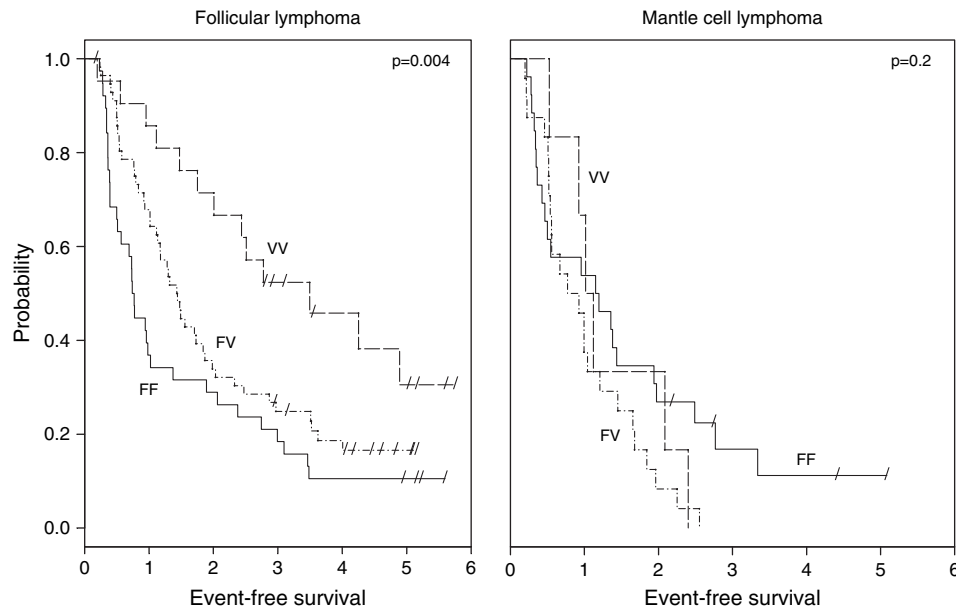 Follicular lymphoma
Mantle cell lymphoma
p=0.004
p=0.2
Probability
1.0
0.8
0.6
0.4
0.2
0.0
VV
FV
FF
VV
FV
FF
0 1 2 3 4 5 6
0 1 2 3 4 5 6
Event-free survival
Event-free survival